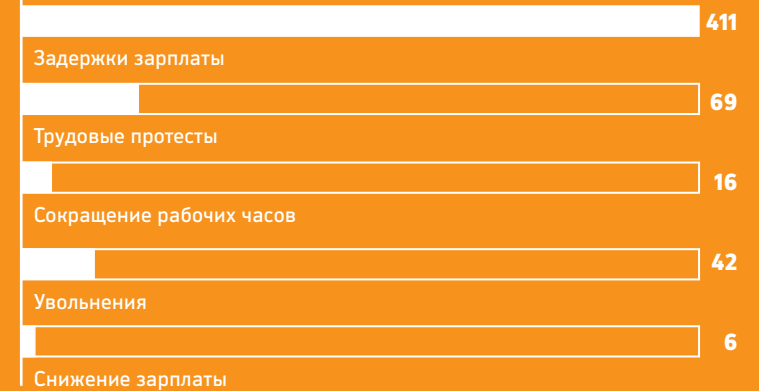 411
Задержки зарплаты
69
Трудовые протесты
16
Сокращение рабочих часов
42
Увольнения
6
Снижение зарплаты